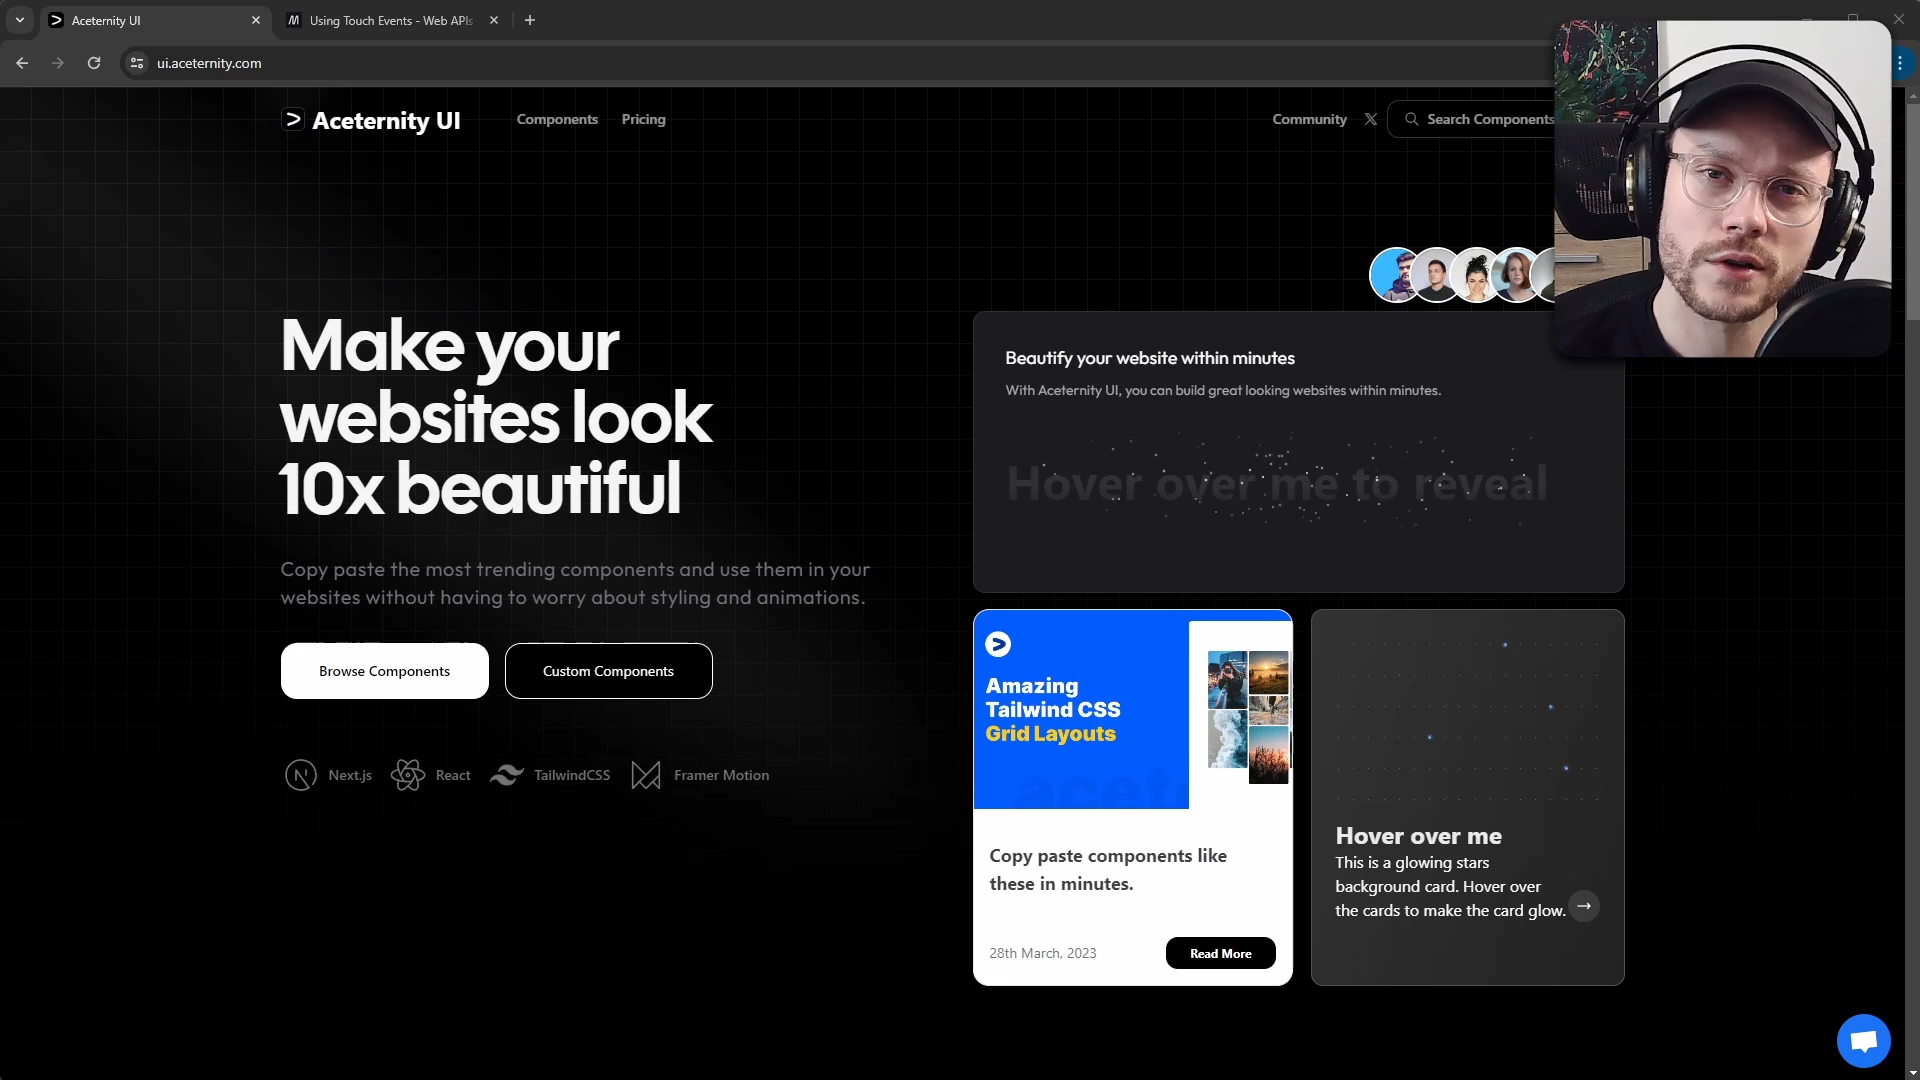 Aceternity UI
Using Touch Events - Web APIs
ui.aceternity.com
Aceternity UI
Components
Pricing
Community
Search Components
Make your
websites look
10x beautiful
Copy paste the most trending components and use them in your
websites without having to worry about styling and animations.
Browse Components
Custom Components
Next.js
React
TailwindCSS
Framer Motion
Beautify your website within minutes
With Aceternity UI, you can build great looking websites within minutes.
Hover over me to reveal
Amazing
Tailwind CSS
Grid Layouts
Copy paste components like
these in minutes.
28th March, 2023
Read More
Hover over me
This is a glowing stars
background card. Hover over
the cards to make the card glow.